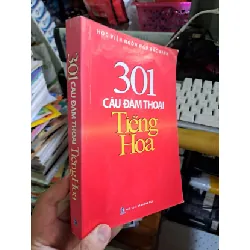 301
CÂU ĐÀM THOẠI
Tiếng Hoa
301 CÂU ĐÀM THOẠI Tiếng Hoa